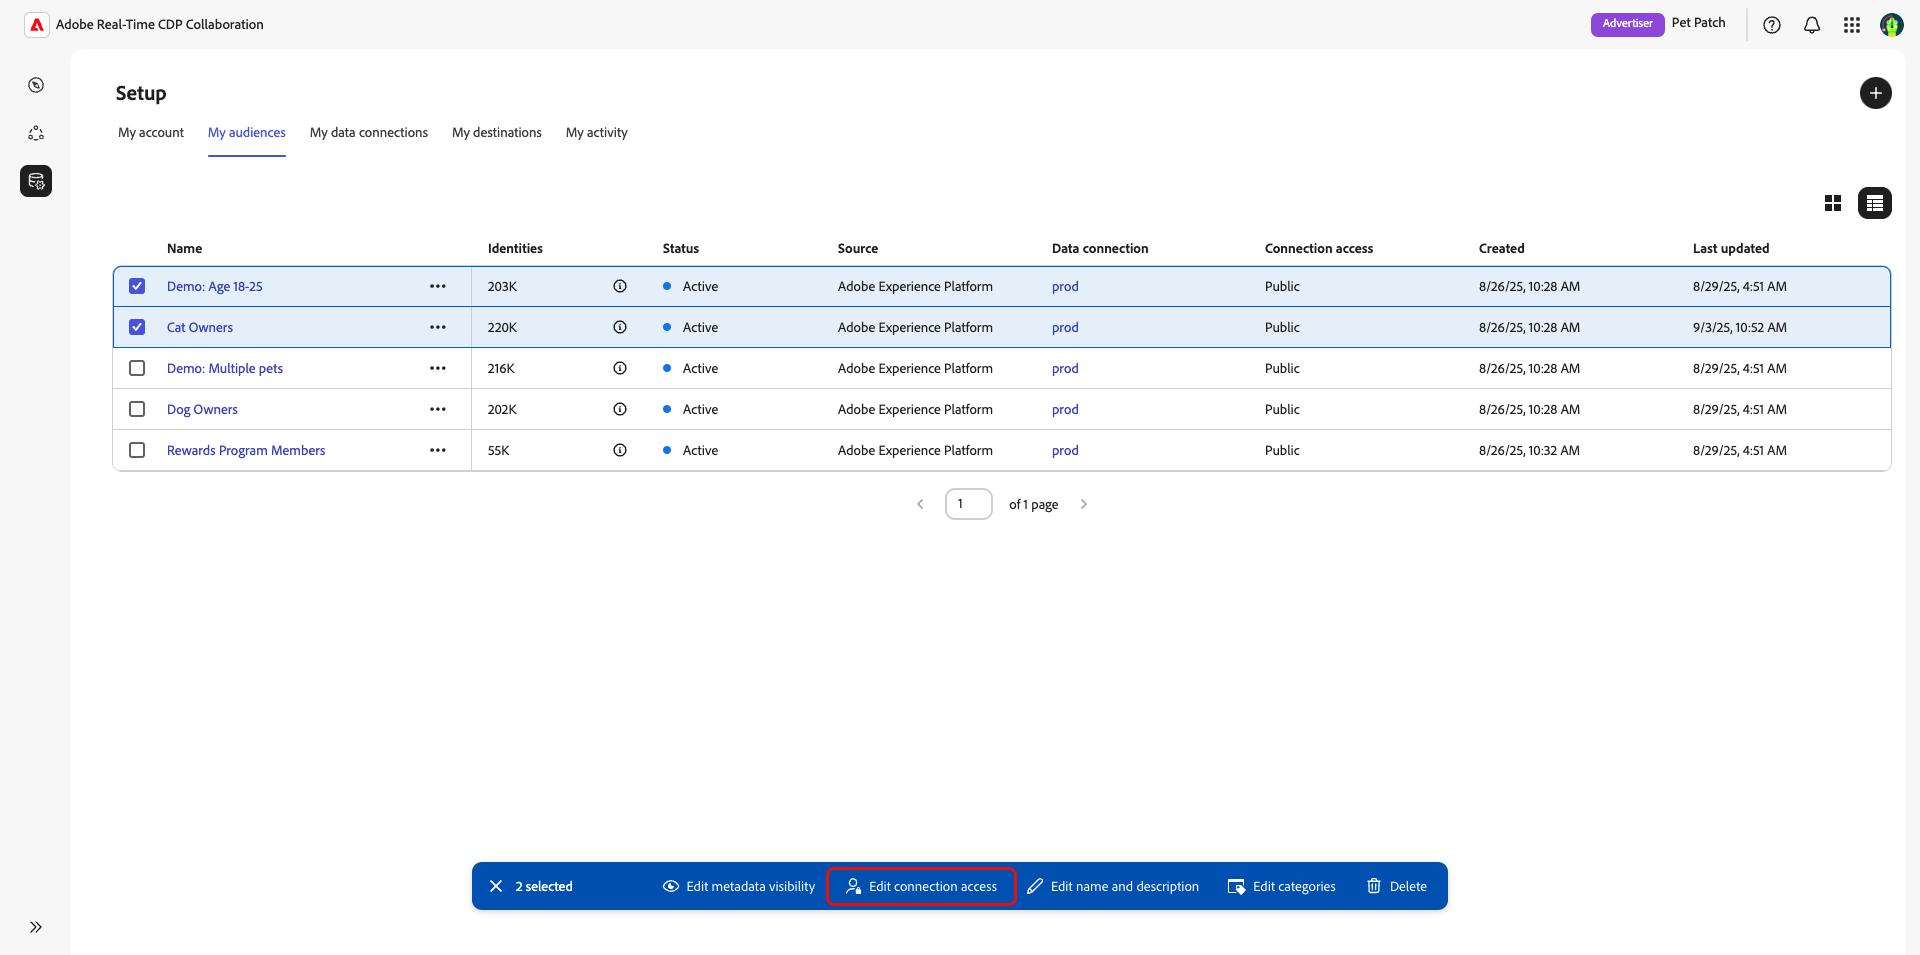 Adobe Real-Time CDP Collaboration
Advertiser Pet Patch
Setup
My account My audiences My data connections My destinations My activity
Name Identities Status Source Data connection Connection access Created Last updated
Demo: Age 18-25 203K Active Adobe Experience Platform prod Public 8/26/25, 10:28 AM 8/29/25, 4:51 AM
Cat Owners 220K Active Adobe Experience Platform prod Public 8/26/25, 10:28 AM 9/3/25, 10:52 AM
Demo: Multiple pets 216K Active Adobe Experience Platform prod Public 8/26/25, 10:28 AM 8/29/25, 4:51 AM
Dog Owners 202K Active Adobe Experience Platform prod Public 8/26/25, 10:28 AM 8/29/25, 4:51 AM
Rewards Program Members 55K Active Adobe Experience Platform prod Public 8/26/25, 10:32 AM 8/29/25, 4:51 AM
1 of 1 page
2 selected Edit metadata visibility Edit connection access Edit name and description Edit categories Delete